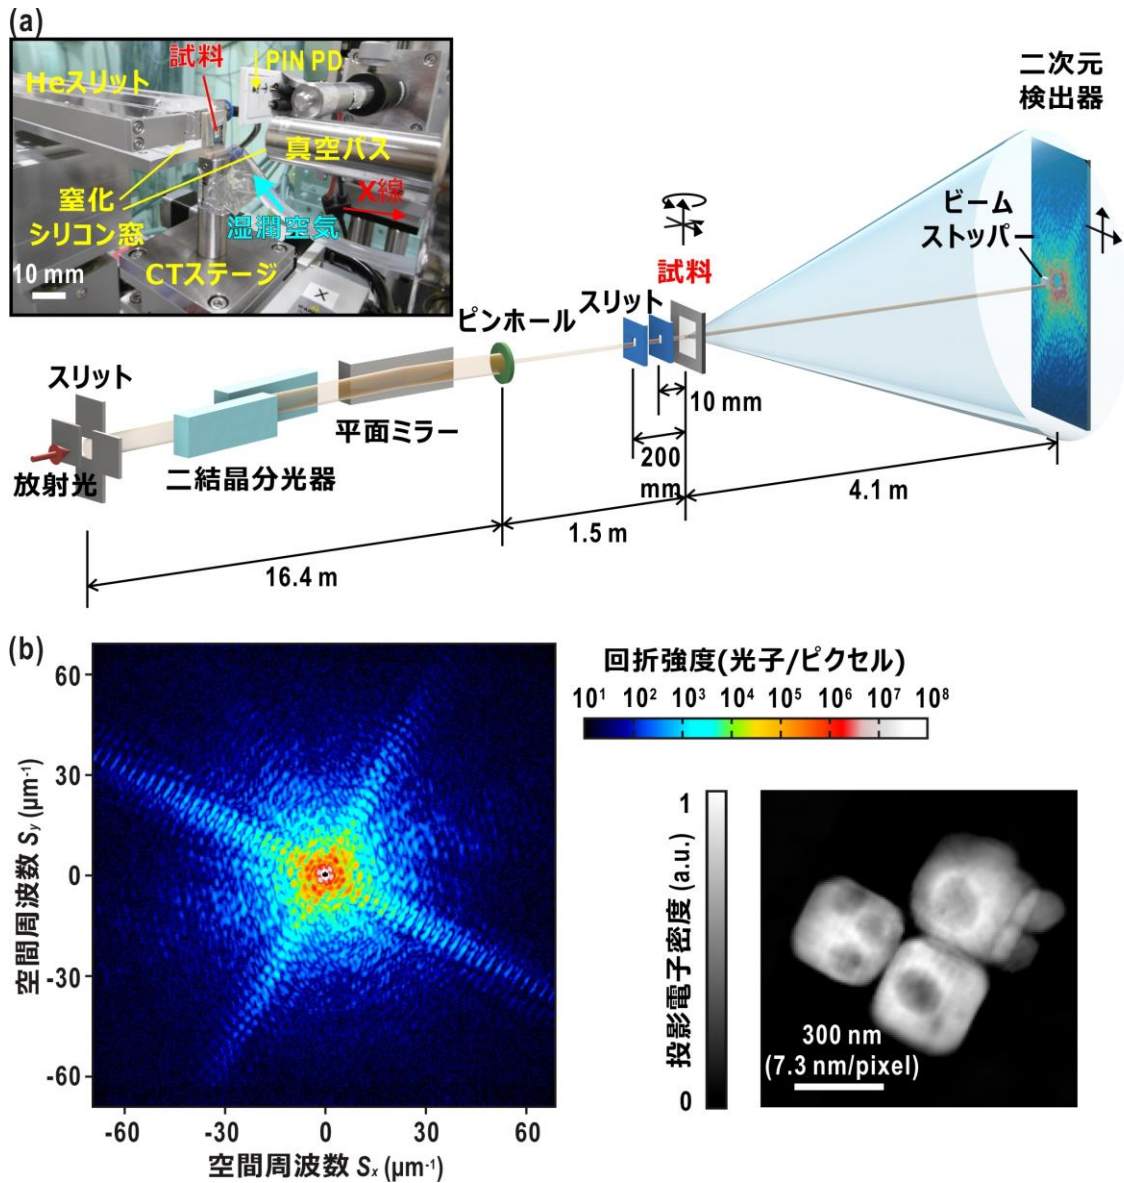 (a)
試料
PIN PD
Heスリット
真空パス
窒化
シリコン窓
X線
湿潤空気
CTステージ
10 mm
二次元
検出器
ビーム
ストッパー
試料
スリット
ピンホール
スリット
平面ミラー
二結晶分光器
放射光
10 mm
200
mm
4.1 m
1.5 m
16.4 m
(b)
回折強度(光子/ピクセル)
10¹ 10² 10³ 10⁴ 10⁵ 10⁶ 10⁷ 10⁸
空間周波数 Sy (μm⁻¹)
60
30
0
-30
-60
-60 -30 0 30 60
空間周波数 Sx (μm⁻¹)
投影電子密度 (a.u.)
1
0
300 nm
(7.3 nm/pixel)